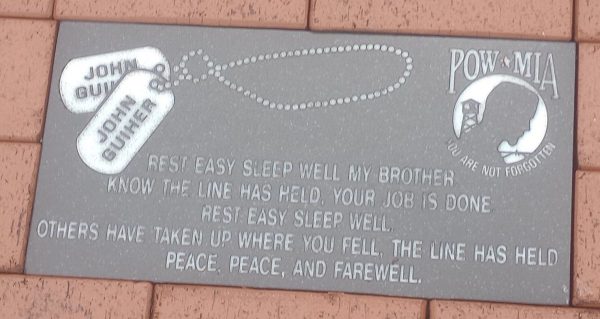 JOHN
GUIHER
JOHN
GUIHER
POW★MIA
YOU ARE NOT FORGOTTEN
REST EASY SLEEP WELL MY BROTHER
KNOW THE LINE HAS HELD, YOUR JOB IS DONE
REST EASY SLEEP WELL.
OTHERS HAVE TAKEN UP WHERE YOU FELL, THE LINE HAS HELD
PEACE, PEACE, AND FAREWELL.